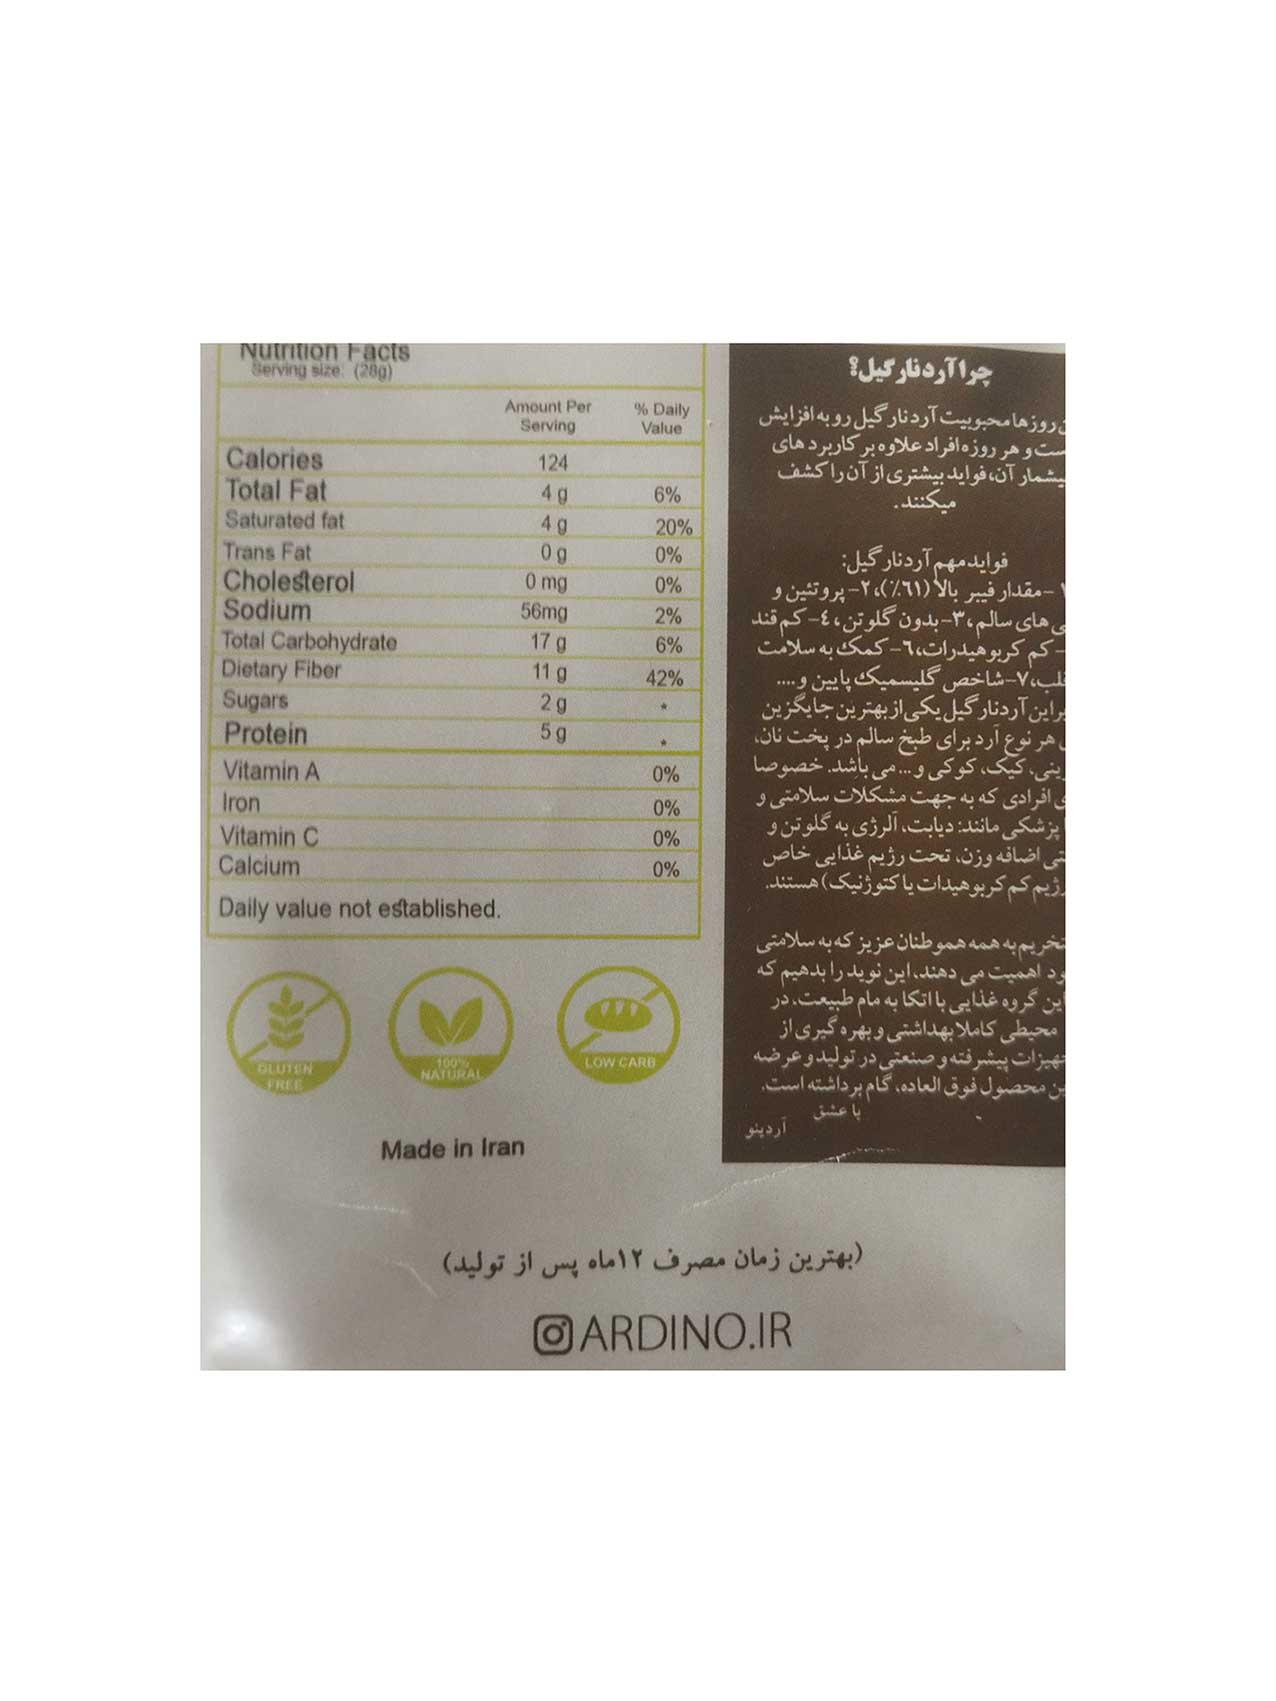 Nutrition Facts
Serving size: (28g)
Amount Per Serving
% Daily Value
Calories 124
Total Fat 4 g 6%
Saturated fat 4 g 20%
Trans Fat 0 g 0%
Cholesterol 0 mg 0%
Sodium 56mg 2%
Total Carbohydrate 17 g 6%
Dietary Fiber 11 g 42%
Sugars 2 g *
Protein 5 g *
Vitamin A 0%
Iron 0%
Vitamin C 0%
Calcium 0%
Daily value not established.
GLUTEN
FREE
100%
NATURAL
LOW CARB
Made in Iran
چرا آرد نارگیل؟
روزها محبوبیت آرد نارگیل رو به افزایش
و هر روزه افراد علاوه بر کاربرد های
آن، فواید بیشتری از آن را کشف
میکنند.
فواید مهم آرد نارگیل:
-مقدار فیبر بالا (٦١٪)، ٢- پروتئین و
های سالم، ٣-بدون گلوتن، ٤- کم قند
- کم کربوهیدرات، ٦- کمک به سلامت
٧-شاخص گلیسمیک پایین و ....
آرد نارگیل یکی از بهترین جایگزین
هر نوع آرد برای طبخ سالم در پخت نان،
کیک، کوکی و... می باشد. خصوصا
افرادی که به جهت مشکلات سلامتی و
پزشکی مانند: دیابت، آلرژی به گلوتن و
اضافه وزن، تحت رژیم غذایی خاص
رژیم کم کربوهیدات یا کتوژنیک) هستند.
به همه هموطنان عزیز که به سلامتی
اهمیت می دهند، این نوید را بدهیم که
این گروه غذایی با اتکا به مام طبیعت، در
محیطی کاملا بهداشتی و بهره گیری از
پیشرفته و صنعتی در تولید و عرضه
محصول فوق العاده، گام برداشته است.
با عشق
آردینو
(بهترین زمان مصرف ١٢ماه پس از تولید)
ARDINO.IR